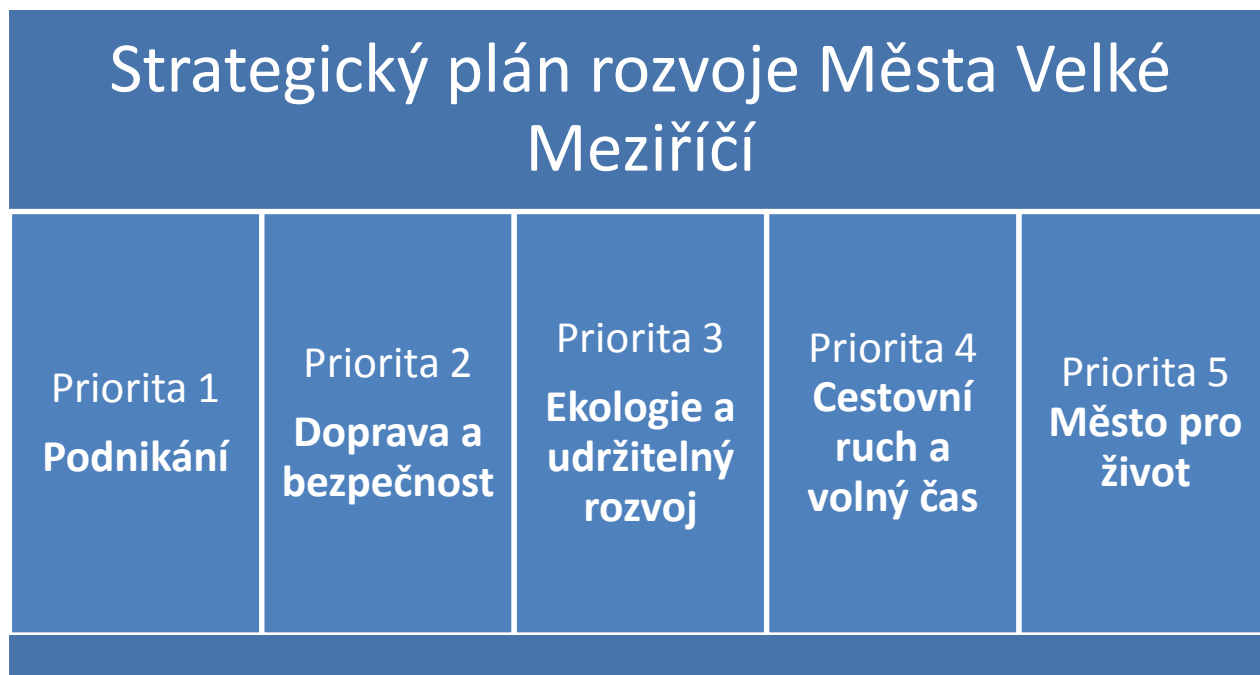 Strategický plán rozvoje Města Velké
Meziříčí
Priorita 1
Podnikání
Priorita 2
Doprava a
bezpečnost
Priorita 3
Ekologie a
udržitelný
rozvoj
Priorita 4
Cestovní
ruch a
volný čas
Priorita 5
Město pro
život